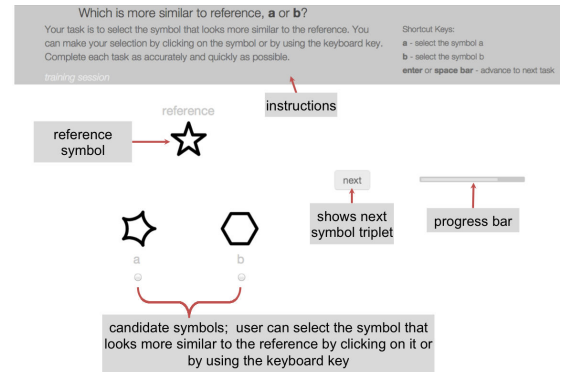 Which is more similar to reference, a or b?
Your task is to select the symbol that looks more similar to the reference. You
can make your selection by clicking on the symbol or by using the keyboard key.
Complete each task as accurately and quickly as possible.
training session
Shortcut Keys:
a - select the symbol a
b - select the symbol b
enter or space bar - advance to next task
instructions
reference
reference
symbol
next
shows next
symbol triplet
progress bar
a
b
candidate symbols; user can select the symbol that
looks more similar to the reference by clicking on it or
by using the keyboard key